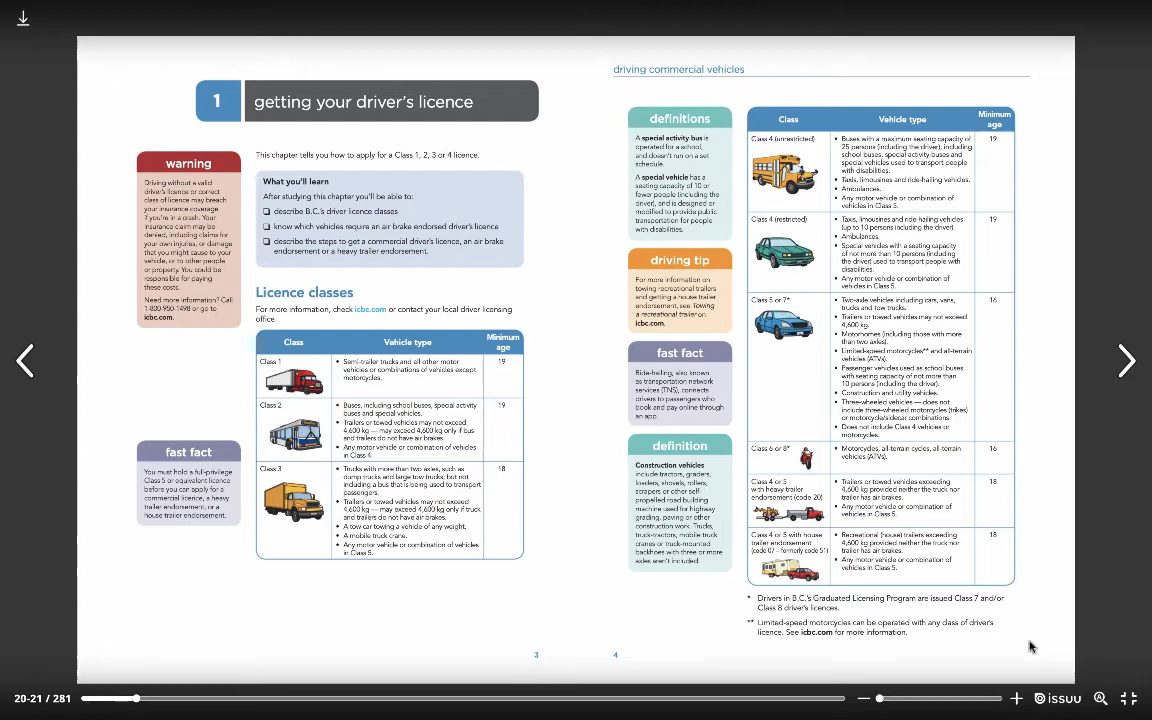 1
getting your driver's licence
warning
Driving without a valid
driver's licence or correct
class of licence may breach
your insurance coverage
if you're in a crash. Your
insurance claim may be
denied, including claims for
your own injuries, or damage
that you might cause to your
vehicle, or to other people
or property. You could be
responsible for paying
these costs.
Need more information? Call
1-800-950-1498 or go to
icbc.com.
fast fact
You must hold a full-privilege
Class 5 or equivalent licence
before you can apply for a
commercial licence, a heavy
trailer endorsement, or a
house trailer endorsement.
This chapter tells you how to apply for a Class 1, 2, 3 or 4 licence.
What you'll learn
After studying this chapter you'll be able to:
❏ describe B.C.'s driver licence classes
❏ know which vehicles require an air brake endorsed driver's licence
❏ describe the steps to get a commercial driver's licence, an air brake
endorsement or a heavy trailer endorsement.
Licence classes
For more information, check icbc.com or contact your local driver licensing
office.
Class Vehicle type Minimum
age
Class 1
• Semi-trailer trucks and all other motor
vehicles or combinations of vehicles except
motorcycles.
19
Class 2
• Buses, including school buses, special activity
buses and special vehicles.
• Trailers or towed vehicles may not exceed
4,600 kg — may exceed 4,600 kg only if bus
and trailers do not have air brakes.
• Any motor vehicle or combination of vehicles
in Class 4.
19
Class 3
• Trucks with more than two axles, such as
dump trucks and large tow trucks, but not
including a bus that is being used to transport
passengers.
• Trailers or towed vehicles may not exceed
4,600 kg — may exceed 4,600 kg only if truck
and trailers do not have air brakes.
• A tow car towing a vehicle of any weight.
• A mobile truck crane.
• Any motor vehicle or combination of vehicles
in Class 5.
18
3
driving commercial vehicles
definitions
A special activity bus is
operated for a school,
and doesn't run on a set
schedule.
A special vehicle has a
seating capacity of 10 or
fewer people (including the
driver), and is designed or
modified to provide public
transportation for people
with disabilities.
driving tip
For more information on
towing recreational trailers
and getting a house trailer
endorsement, see Towing
a recreational trailer on
icbc.com.
fast fact
Ride-hailing, also known
as transportation network
services (TNS), connects
drivers to passengers who
book and pay online through
an app.
definition
Construction vehicles
include tractors, graders,
loaders, shovels, rollers,
scrapers or other self-
propelled road building
machine used for highway
grading, paving or other
construction work. Trucks,
truck-tractors, mobile truck
cranes or truck-mounted
backhoes with three or more
axles aren't included.
Class Vehicle type Minimum
age
Class 4 (unrestricted)
• Buses with a maximum seating capacity of
25 persons (including the driver), including
school buses, special activity buses and
special vehicles used to transport people
with disabilities.
• Taxis, limousines and ride-hailing vehicles.
• Ambulances.
• Any motor vehicle or combination of
vehicles in Class 5.
19
Class 4 (restricted)
• Taxis, limousines and ride-hailing vehicles
(up to 10 persons including the driver).
• Ambulances.
• Special vehicles with a seating capacity
of not more than 10 persons (including
the driver) used to transport people with
disabilities.
• Any motor vehicle or combination of
vehicles in Class 5.
19
Class 5 or 7*
• Two-axle vehicles including cars, vans,
trucks and tow trucks.
• Trailers or towed vehicles may not exceed
4,600 kg.
• Motorhomes (including those with more
than two axles).
• Limited-speed motorcycles** and all-terrain
vehicles (ATVs).
• Passenger vehicles used as school buses
with seating capacity of not more than
10 persons (including the driver).
• Construction and utility vehicles.
• Three-wheeled vehicles — does not
include three-wheeled motorcycles (trikes)
or motorcycle/sidecar combinations.
• Does not include Class 4 vehicles or
motorcycles.
16
Class 6 or 8*
• Motorcycles, all-terrain cycles, all-terrain
vehicles (ATVs).
16
Class 4 or 5
with heavy trailer
endorsement (code 20)
• Trailers or towed vehicles exceeding
4,600 kg provided neither the truck nor
trailer has air brakes.
• Any motor vehicle or combination of
vehicles in Class 5.
18
Class 4 or 5 with house
trailer endorsement
(code 07 – formerly code 51)
• Recreational (house) trailers exceeding
4,600 kg provided neither the truck nor
trailer has air brakes.
• Any motor vehicle or combination of
vehicles in Class 5.
18
* Drivers in B.C.'s Graduated Licensing Program are issued Class 7 and/or
Class 8 driver's licences.
** Limited-speed motorcycles can be operated with any class of driver's
licence. See icbc.com for more information.
4
20-21 / 281
issuu